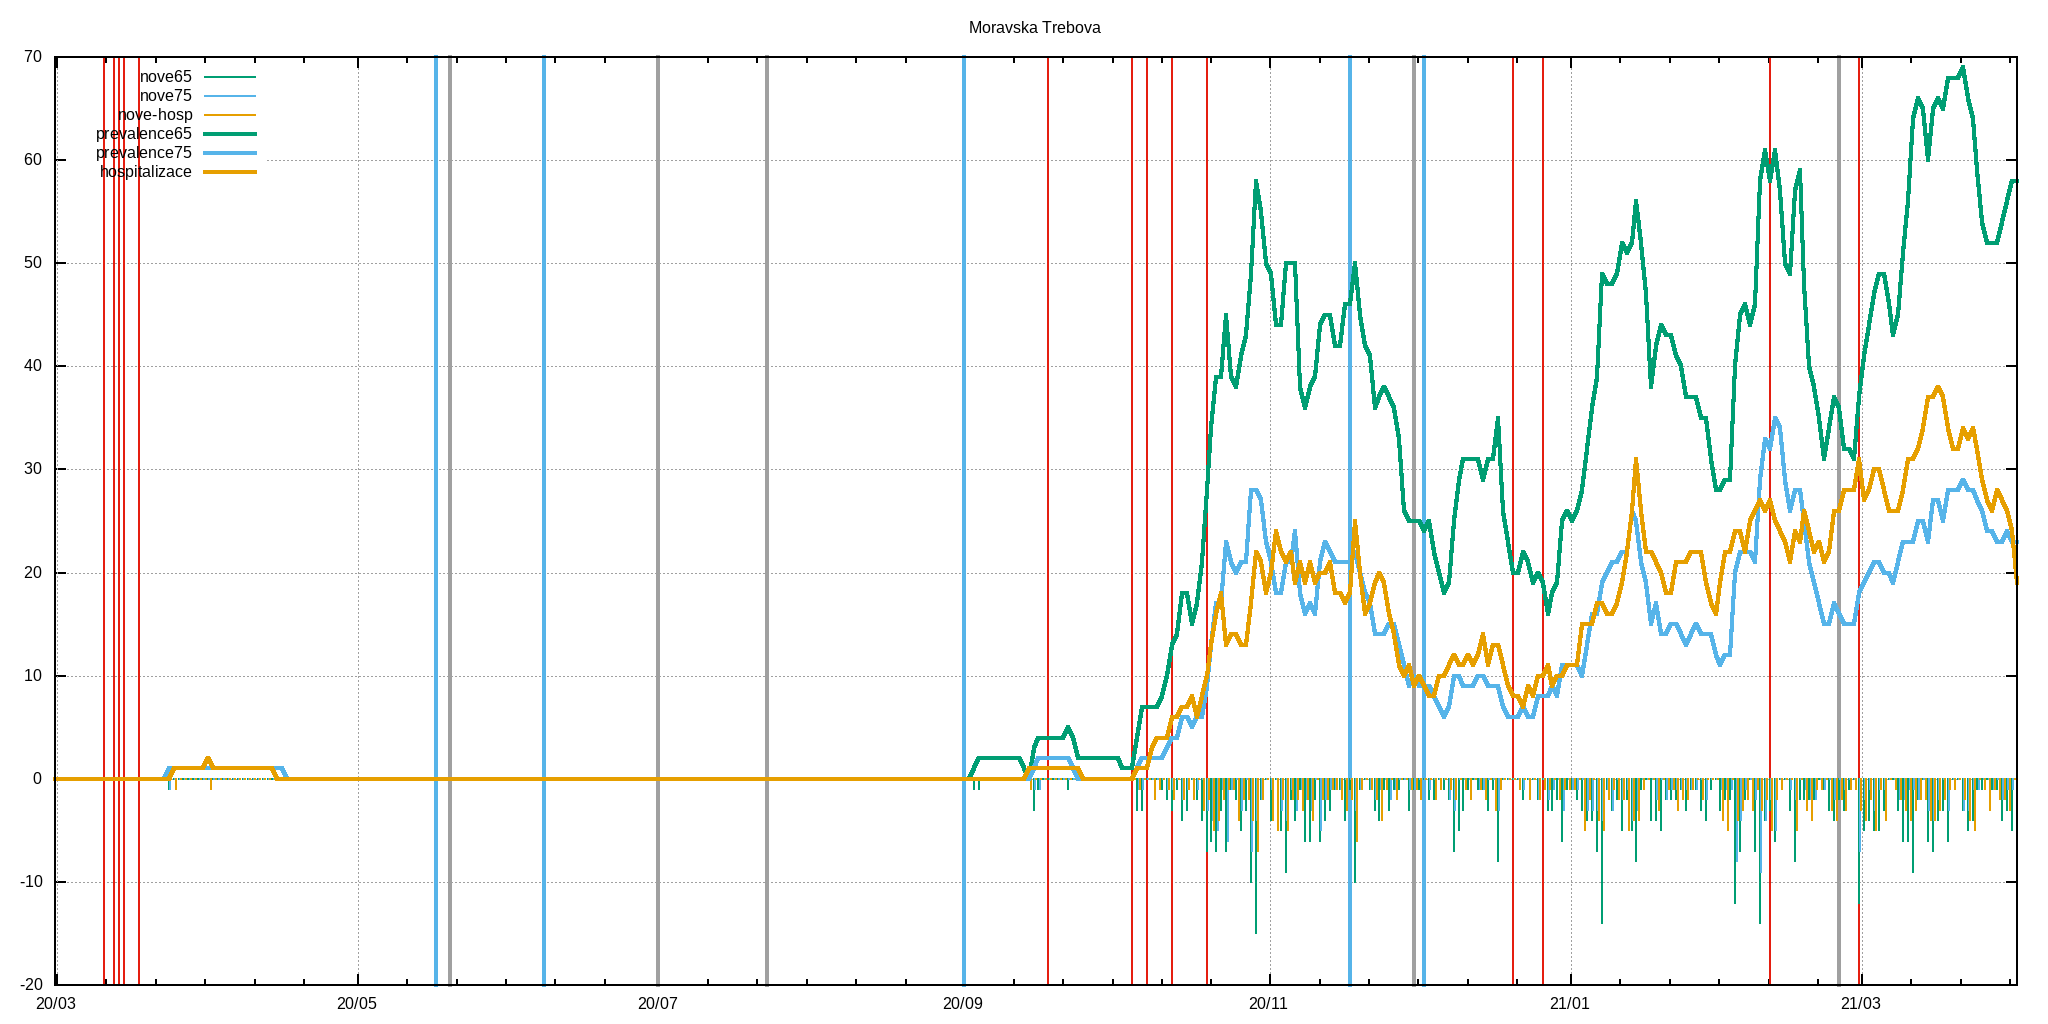 Moravska Trebova
70
60
50
40
30
20
10
0
-10
-20
nove65
nove75
nove-hosp
prevalence65
prevalence75
hospitalizace
20/03 20/05 20/07 20/09 20/11 21/01 21/03